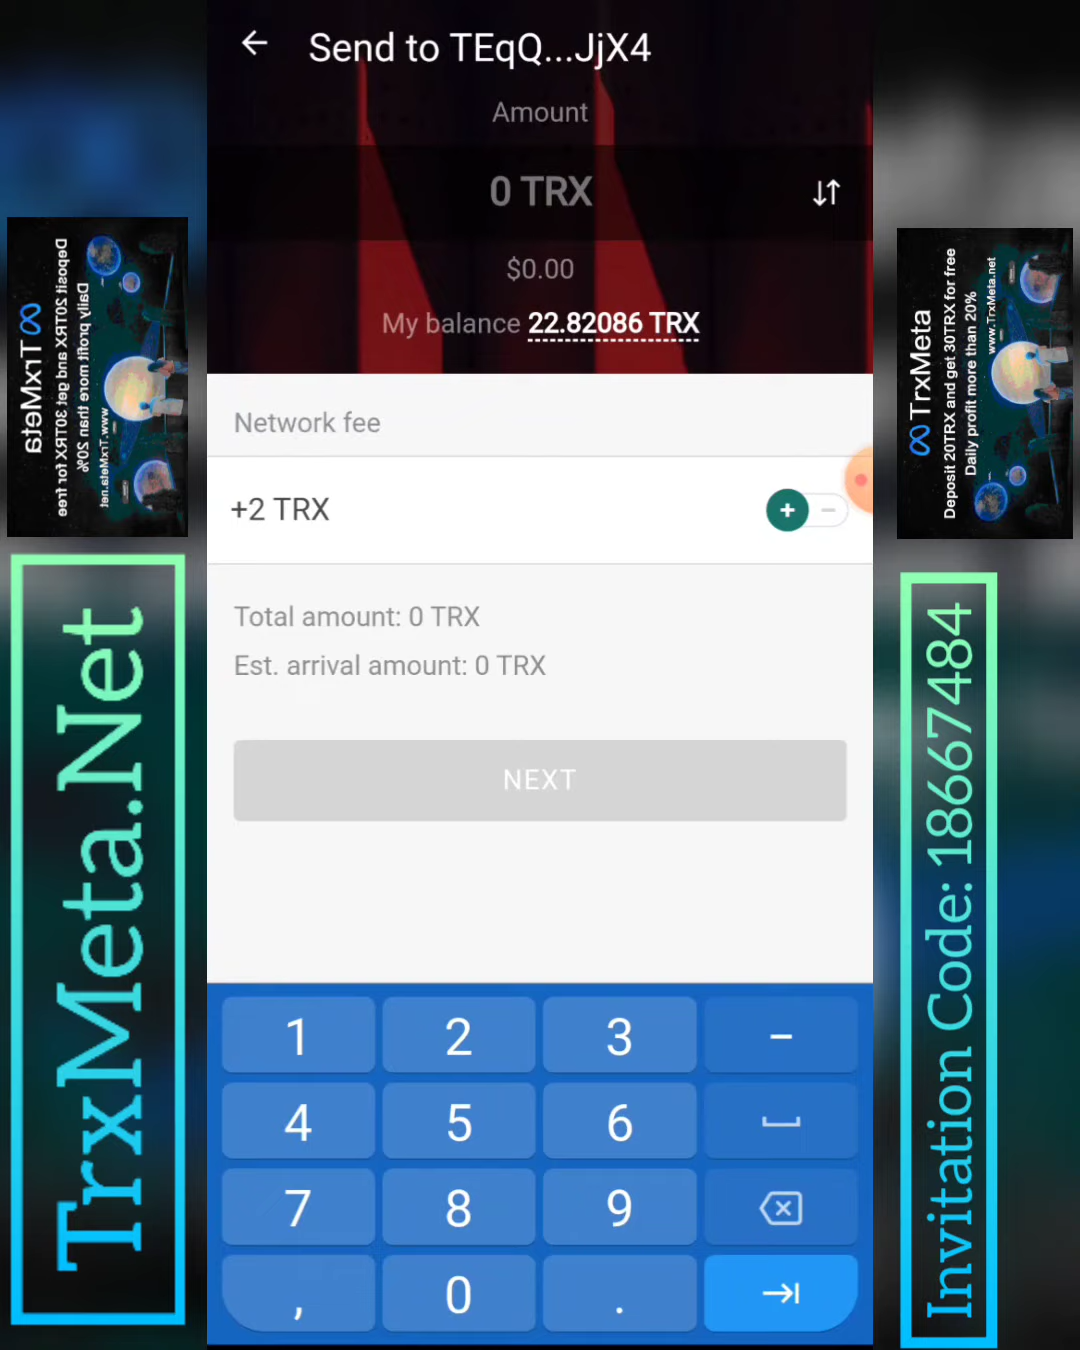 Send to TEqQ...JjX4
Amount
0 TRX
$0.00
My balance 22.82086 TRX
Network fee
+2 TRX
+ −
Total amount: 0 TRX
Est. arrival amount: 0 TRX
NEXT
1 2 3 −
4 5 6
7 8 9
, 0 .
TrxMeta
Deposit 20TRX and get 30TRX for free
Daily profit more than 20%
www.TrxMeta.net
TrxMeta.Net
TrxMeta
Deposit 20TRX and get 30TRX for free
Daily profit more than 20%
www.TrxMeta.net
Invitation Code: 18667484